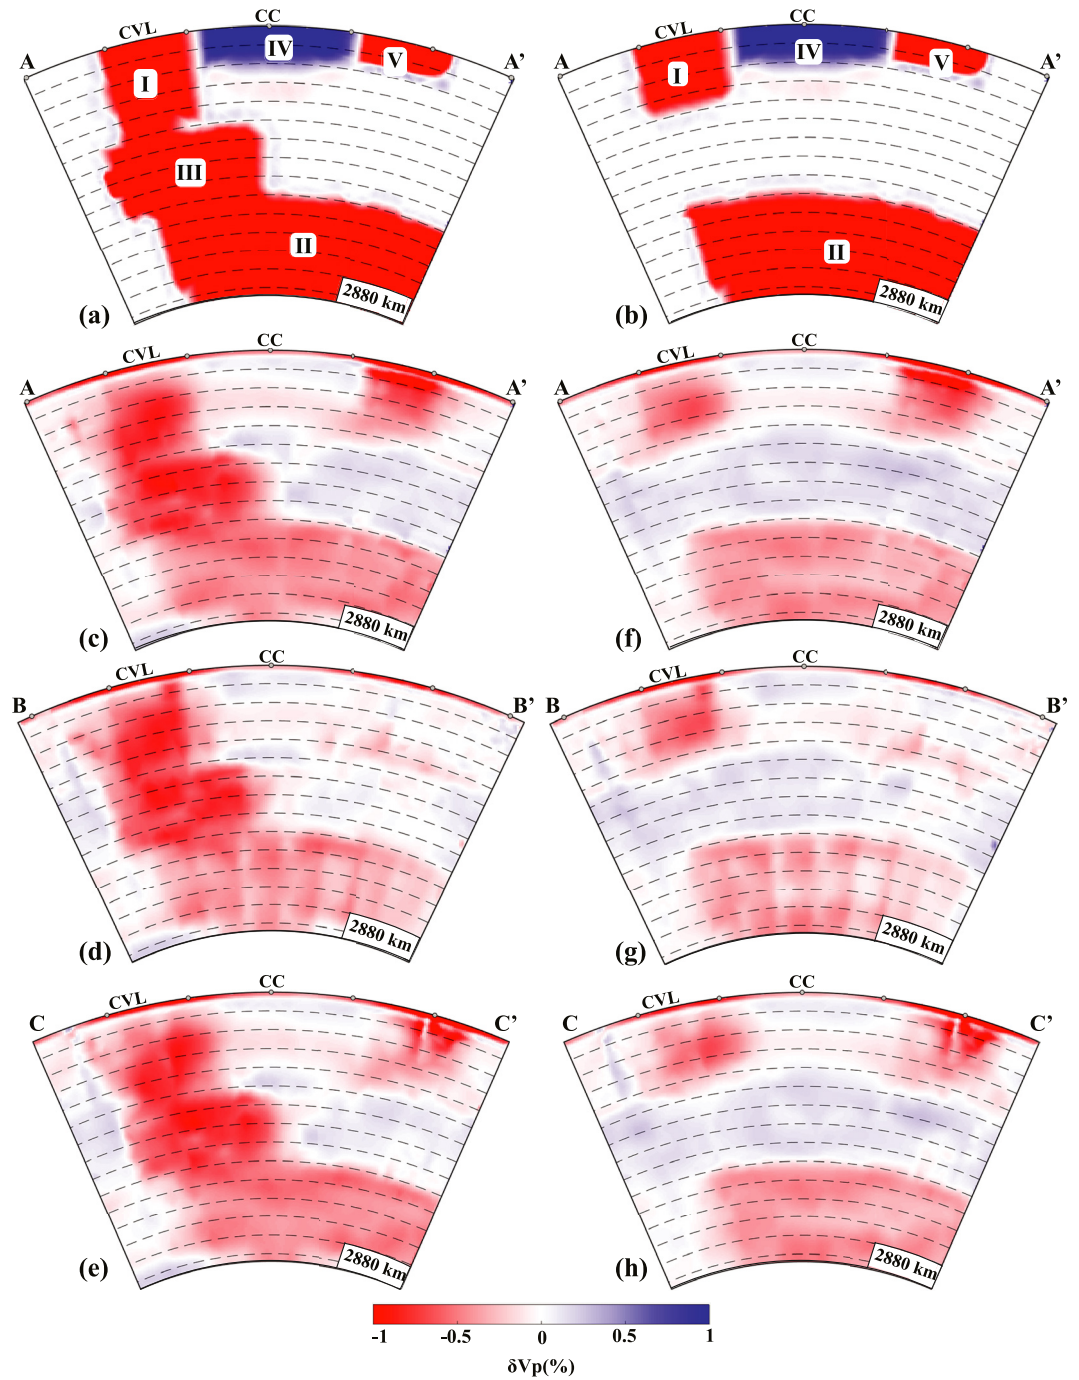 CVL CC
A I IV V A'
III
II
2880 km
(a)
CC
A I IV V A'
II
2880 km
(b)
CVL CC
A A'
2880 km
(c)
CVL CC
A A'
2880 km
(f)
CVL CC
B B'
2880 km
(d)
CVL CC
B B'
2880 km
(g)
CVL CC
C C'
2880 km
(e)
CVL CC
C C'
2880 km
(h)
-1 -0.5 0 0.5 1
δVp(%)